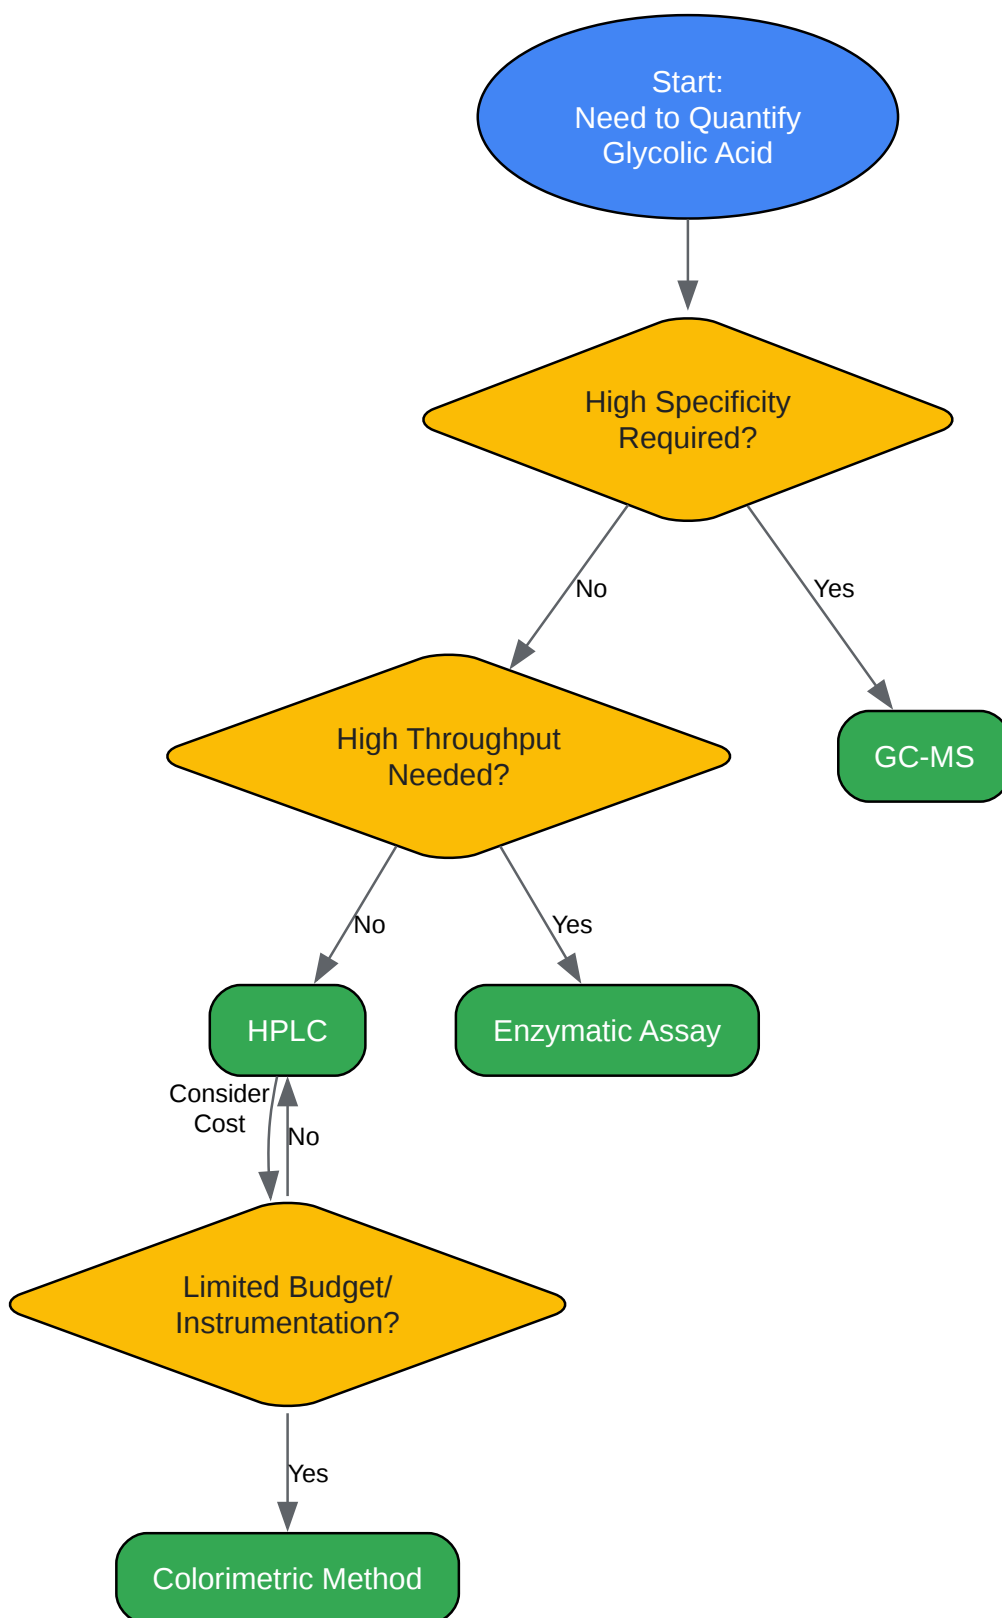 Start:
Need to Quantify
Glycolic Acid
High Specificity
Required?
No
Yes
High Throughput
Needed?
GC-MS
No
Yes
HPLC
Enzymatic Assay
Consider
Cost
No
Limited Budget/
Instrumentation?
Yes
Colorimetric Method